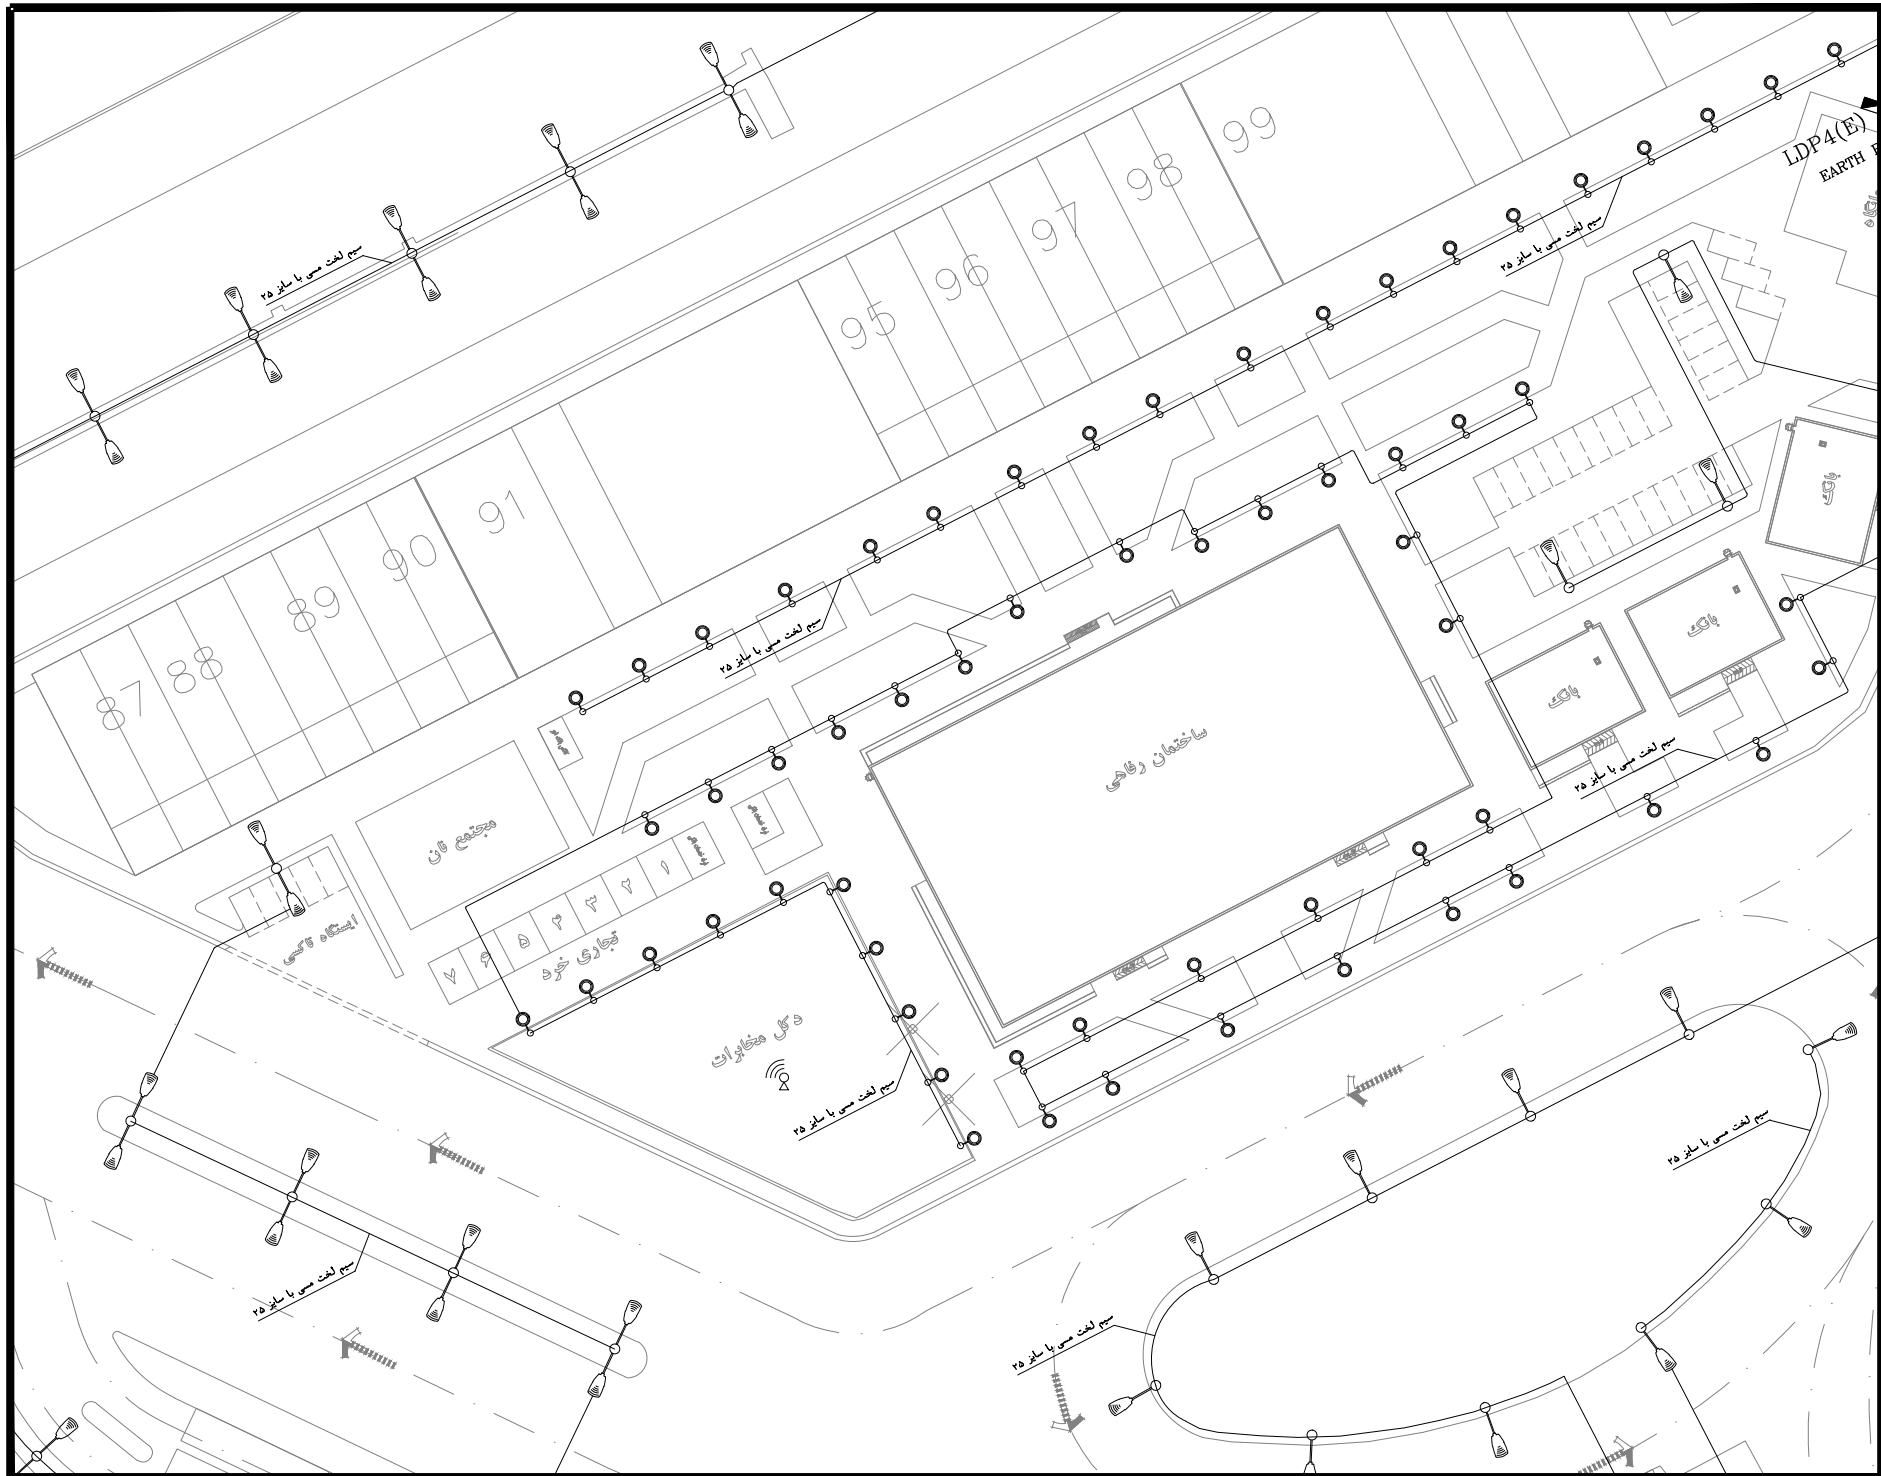 99
LDP4(E)
EARTH
98
97
سیم لخت مسی با سایز ۲۵
96
سیم لخت مسی با سایز ۲۵
95
بانک
91
90
89
بانک
سیم لخت مسی با سایز ۲۵
88
بانک
87
ساختمان رفاهی
سیم لخت مسی با سایز ۲۵
مجتمع نان
۱
۲
۳
۴
۵
۶
۷
ایستگاه تاکسی
تجاری خرد
دکل مخابرات
سیم لخت مسی با سایز ۲۵
سیم لخت مسی با سایز ۲۵
سیم لخت مسی با سایز ۲۵
سیم لخت مسی با سایز ۲۵